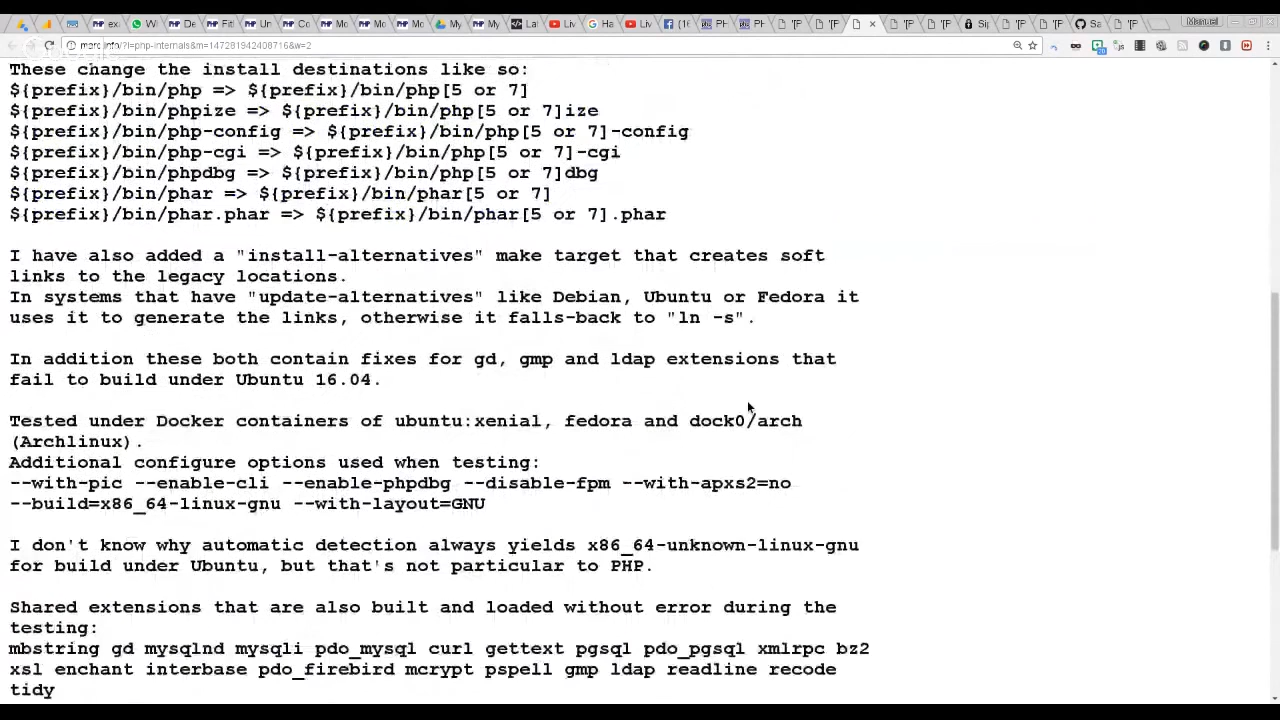 Manuel
marc.info/?l=php-internals&m=147281942408716&w=2
These change the install destinations like so:
${prefix}/bin/php => ${prefix}/bin/php[5 or 7]
${prefix}/bin/phpize => ${prefix}/bin/php[5 or 7]ize
${prefix}/bin/php-config => ${prefix}/bin/php[5 or 7]-config
${prefix}/bin/php-cgi => ${prefix}/bin/php[5 or 7]-cgi
${prefix}/bin/phpdbg => ${prefix}/bin/php[5 or 7]dbg
${prefix}/bin/phar => ${prefix}/bin/phar[5 or 7]
${prefix}/bin/phar.phar => ${prefix}/bin/phar[5 or 7].phar
I have also added a "install-alternatives" make target that creates soft
links to the legacy locations.
In systems that have "update-alternatives" like Debian, Ubuntu or Fedora it
uses it to generate the links, otherwise it falls-back to "ln -s".
In addition these both contain fixes for gd, gmp and ldap extensions that
fail to build under Ubuntu 16.04.
Tested under Docker containers of ubuntu:xenial, fedora and dock0/arch
(Archlinux).
Additional configure options used when testing:
--with-pic --enable-cli --enable-phpdbg --disable-fpm --with-apxs2=no
--build=x86_64-linux-gnu --with-layout=GNU
I don't know why automatic detection always yields x86_64-unknown-linux-gnu
for build under Ubuntu, but that's not particular to PHP.
Shared extensions that are also built and loaded without error during the
testing:
mbstring gd mysqlnd mysqli pdo_mysql curl gettext pgsql pdo_pgsql xmlrpc bz2
xsl enchant interbase pdo_firebird mcrypt pspell gmp ldap readline recode
tidy